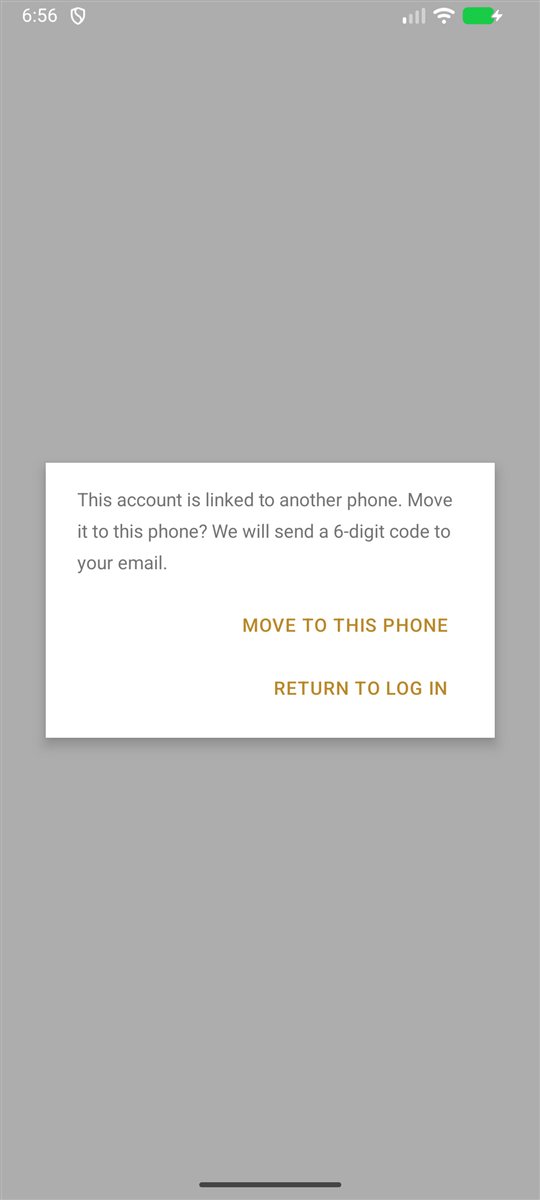 6:56
This account is linked to another phone. Move
it to this phone? We will send a 6-digit code to
your email.
MOVE TO THIS PHONE
RETURN TO LOG IN